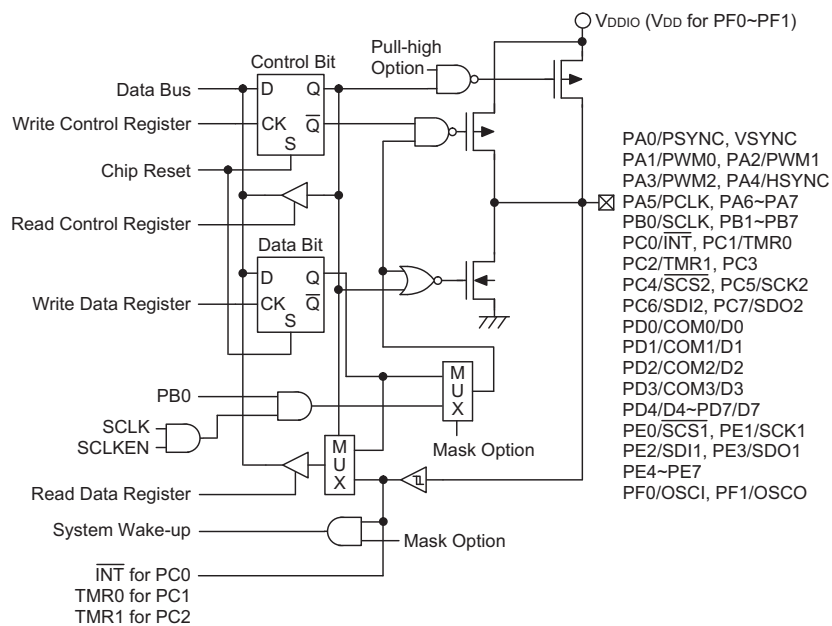 VDDIO (VDD for PF0~PF1)
Pull-high
Option
Control Bit
Data Bus
D Q
Write Control Register
CK Q̅
S
Chip Reset
Read Control Register
Data Bit
D Q
Write Data Register
CK Q̅
S
PB0
M
U
X
SCLK
SCLKEN
Mask Option
M
U
X
Read Data Register
System Wake-up
Mask Option
I̅N̅T̅ for PC0
TMR0 for PC1
TMR1 for PC2
PA0/PSYNC, VSYNC
PA1/PWM0, PA2/PWM1
PA3/PWM2, PA4/HSYNC
PA5/PCLK, PA6~PA7
PB0/SCLK, PB1~PB7
PC0/I̅N̅T̅, PC1/TMR0
PC2/TMR1, PC3
PC4/S̅C̅S̅2̅, PC5/SCK2
PC6/SDI2, PC7/SDO2
PD0/COM0/D0
PD1/COM1/D1
PD2/COM2/D2
PD3/COM3/D3
PD4/D4~PD7/D7
PE0/S̅C̅S̅1̅, PE1/SCK1
PE2/SDI1, PE3/SDO1
PE4~PE7
PF0/OSCI, PF1/OSCO